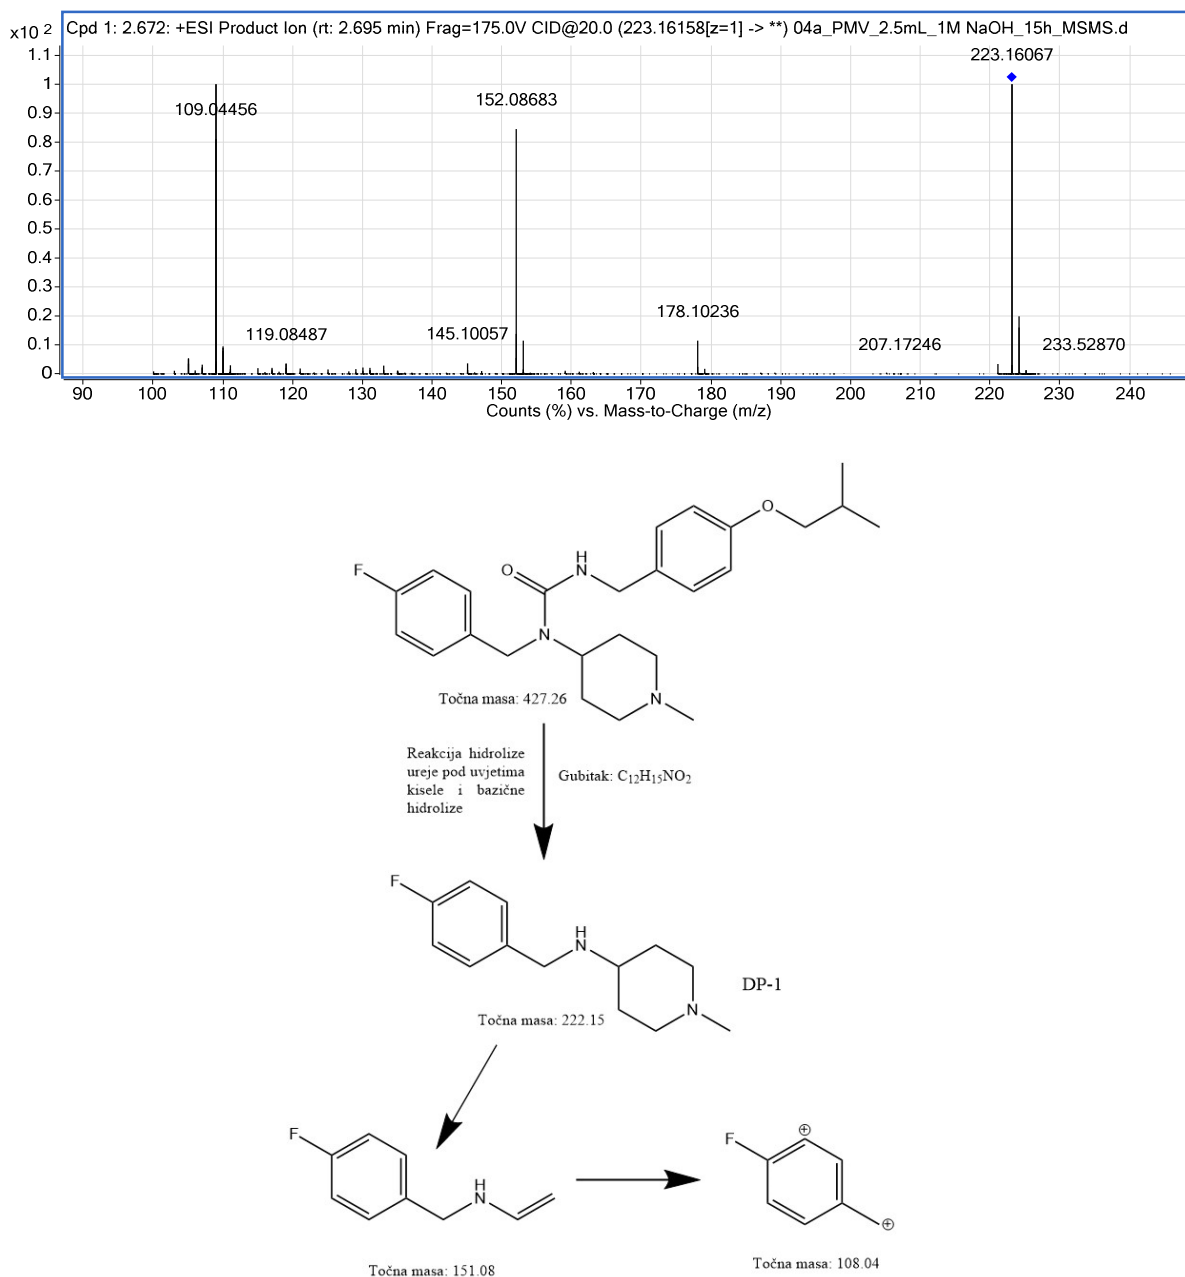 Cpd 1: 2.672: +ESI Product Ion (rt: 2.695 min) Frag=175.0V CID@20.0 (223.16158[z=1] -> **) 04a_PMV_2.5mL_1M NaOH_15h_MSMS.d
x10 2
1.1
1
0.9
0.8
0.7
0.6
0.5
0.4
0.3
0.2
0.1
0
223.16067
109.04456
152.08683
178.10236
119.08487
145.10057
207.17246
233.52870
90 100 110 120 130 140 150 160 170 180 190 200 210 220 230 240
Counts (%) vs. Mass-to-Charge (m/z)
O
F
O
H
N
N
N
Točna masa: 427.26
Reakcija hidrolize
ureje pod uvjetima
kisele i bazične
hidrolize
Gubitak: C12H15NO2
F
H
N
N
DP-1
Točna masa: 222.15
F
H
N
F
⊕
⊕
Točna masa: 151.08
Točna masa: 108.04